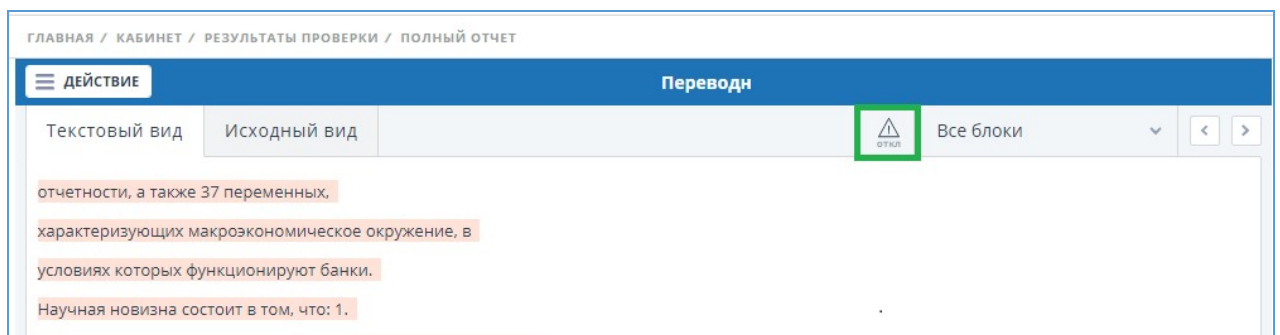 ГЛАВНАЯ / КАБИНЕТ / РЕЗУЛЬТАТЫ ПРОВЕРКИ / ПОЛНЫЙ ОТЧЕТ
ДЕЙСТВИЕ
Переводн
Текстовый вид
Исходный вид
ОТКЛ
Все блоки
отчетности, а также 37 переменных,
характеризующих макроэкономическое окружение, в
условиях которых функционируют банки.
Научная новизна состоит в том, что: 1.